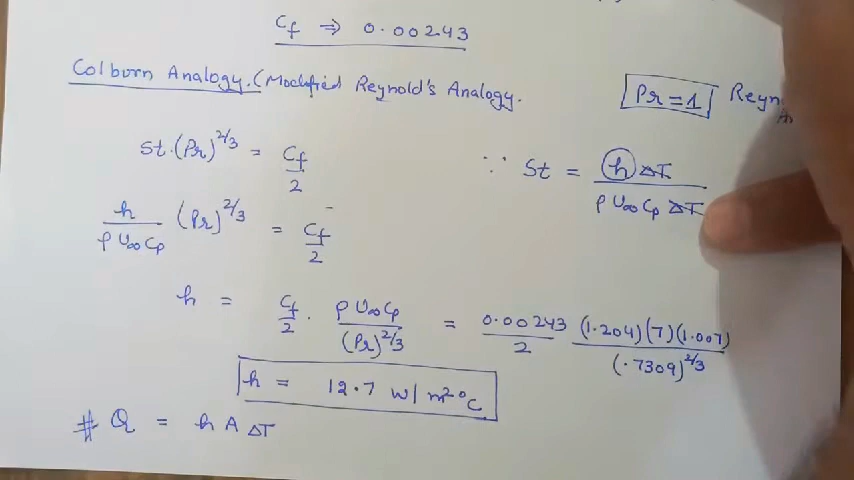 Cf ⇒ 0.00243
Colborn Analogy. (Modified Reynold's Analogy.
Pr = 1
St.(Pr)^2/3 = Cf/2
∵ St = h ΔT / ρ U∞ Cp ΔT
h / ρ U∞ Cp (Pr)^2/3 = Cf/2
h = Cf/2 . ρ U∞ Cp / (Pr)^2/3 = 0.00243/2 (1.204)(7)(1.007) / (.7309)^2/3
h = 12.7 W/m²°C
# Q = h A ΔT